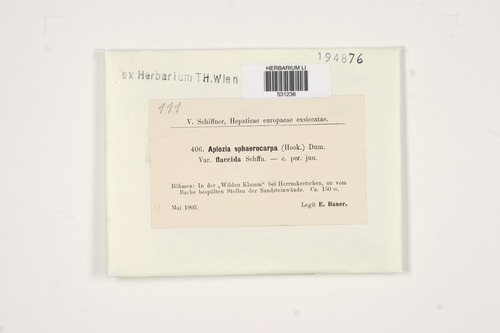 194876
ex Herbarium T.H. Wien
HERBARIUM LI
531236
111
V. Schiffner, Hepaticae europaeae exsiccatae.
406. Aplozia sphaerocarpa (Hook.) Dum.
Var. flaccida Schffn. — c. per. jun.
Böhmen: In der „Wilden Klamm“ bei Herrnskretschen, an vom
Bache bespülten Stellen der Sandsteinwände. Ca. 150 m.
Mai 1903.
Legit E. Bauer.